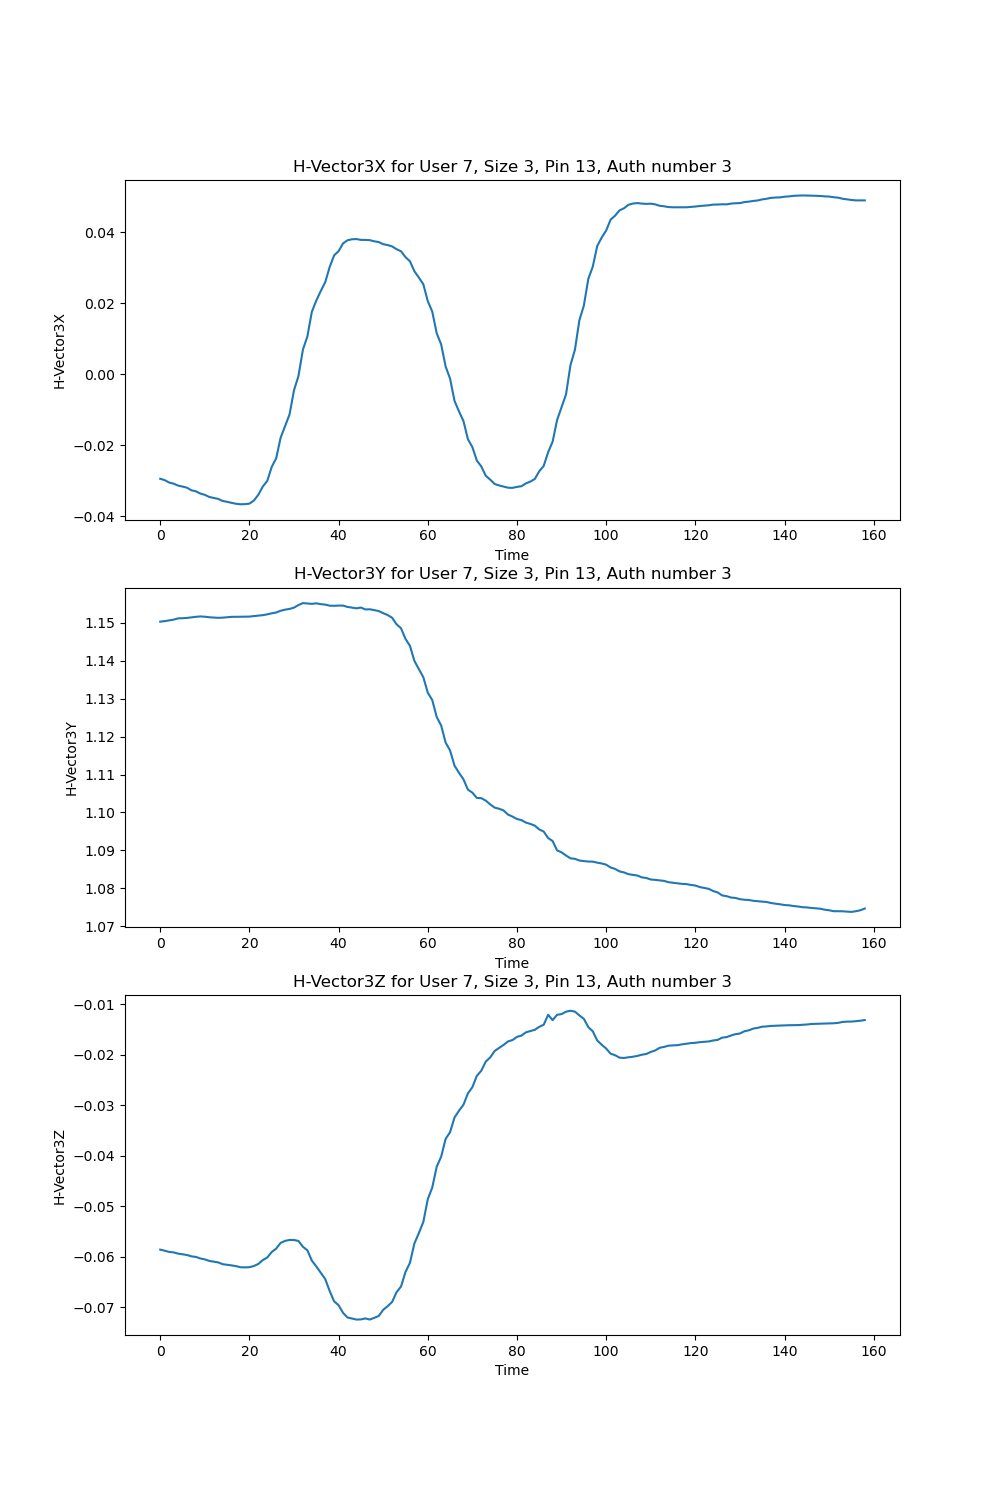 H-Vector3X for User 7, Size 3, Pin 13, Auth number 3
0.04
0.02
0.00
−0.02
−0.04
H-Vector3X
0 20 40 60 80 100 120 140 160
Time
H-Vector3Y for User 7, Size 3, Pin 13, Auth number 3
1.15
1.14
1.13
1.12
1.11
1.10
1.09
1.08
1.07
H-Vector3Y
0 20 40 60 80 100 120 140 160
Time
H-Vector3Z for User 7, Size 3, Pin 13, Auth number 3
−0.01
−0.02
−0.03
−0.04
−0.05
−0.06
−0.07
H-Vector3Z
0 20 40 60 80 100 120 140 160
Time